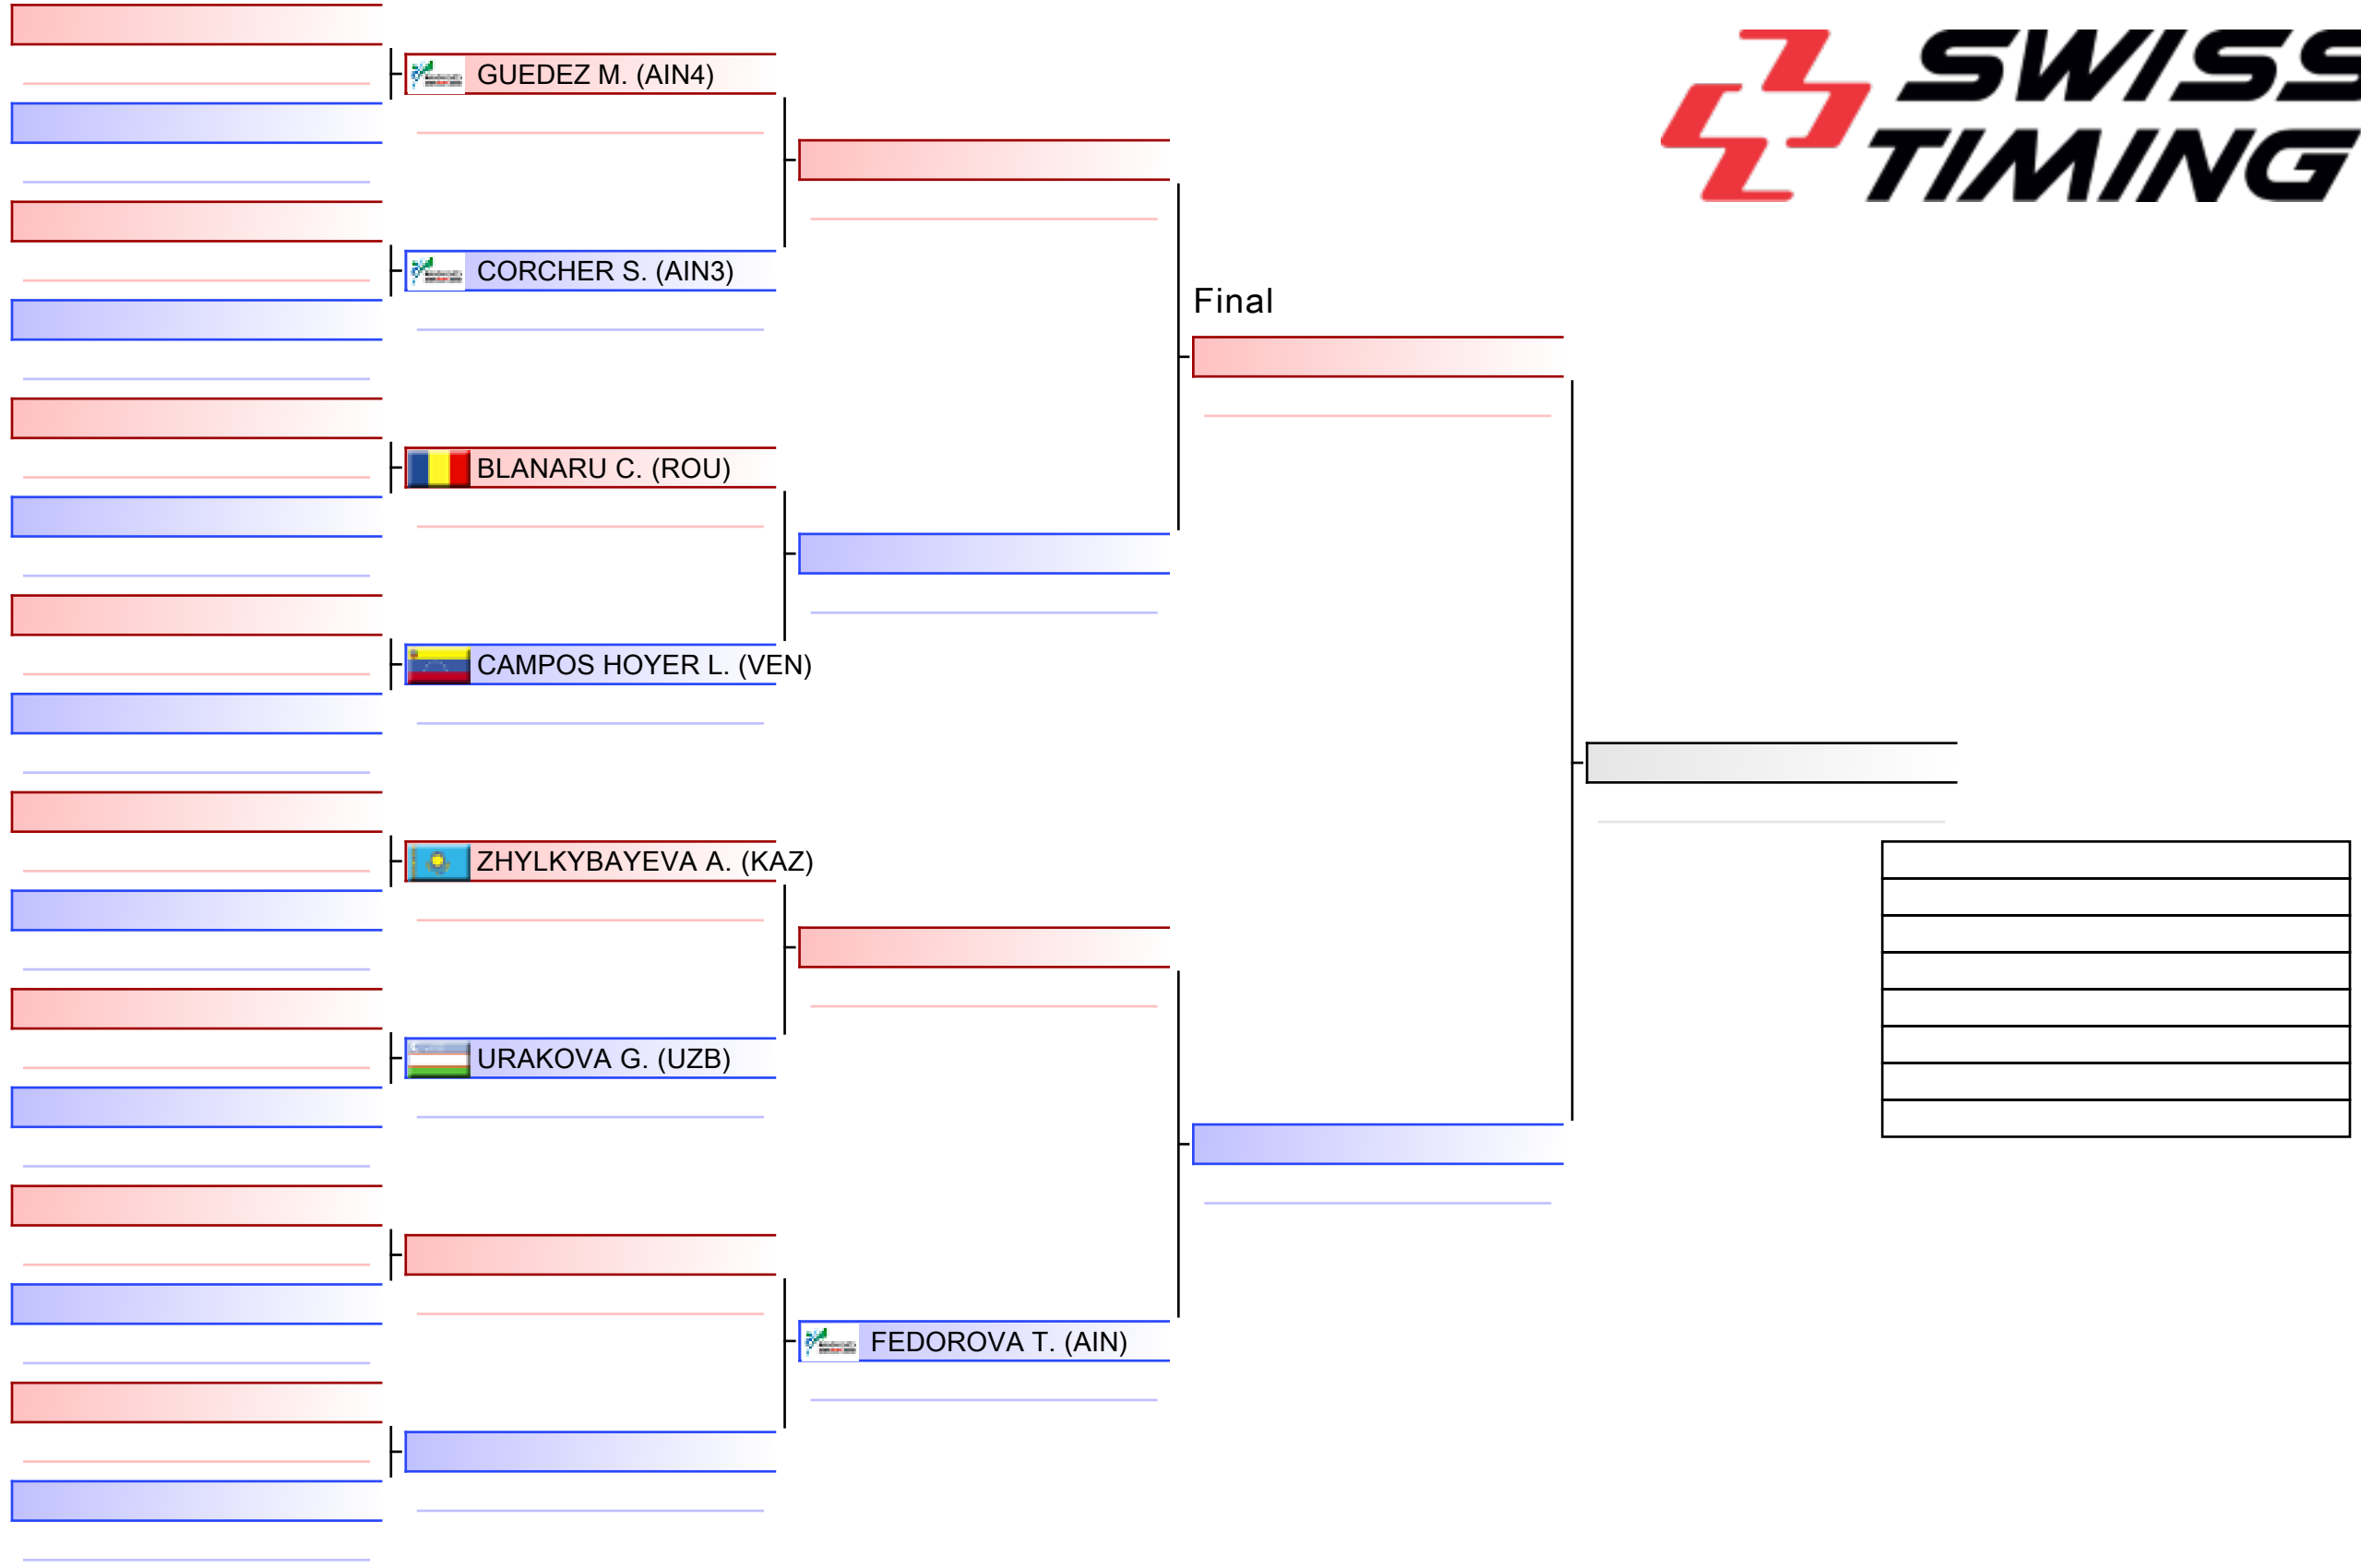 SWISS
TIMING
GUEDEZ M. (AIN4)
CORCHER S. (AIN3)
Final
BLANARU C. (ROU)
CAMPOS HOYER L. (VEN)
ZHYLKYBAYEVA A. (KAZ)
URAKOVA G. (UZB)
FEDOROVA T. (AIN)